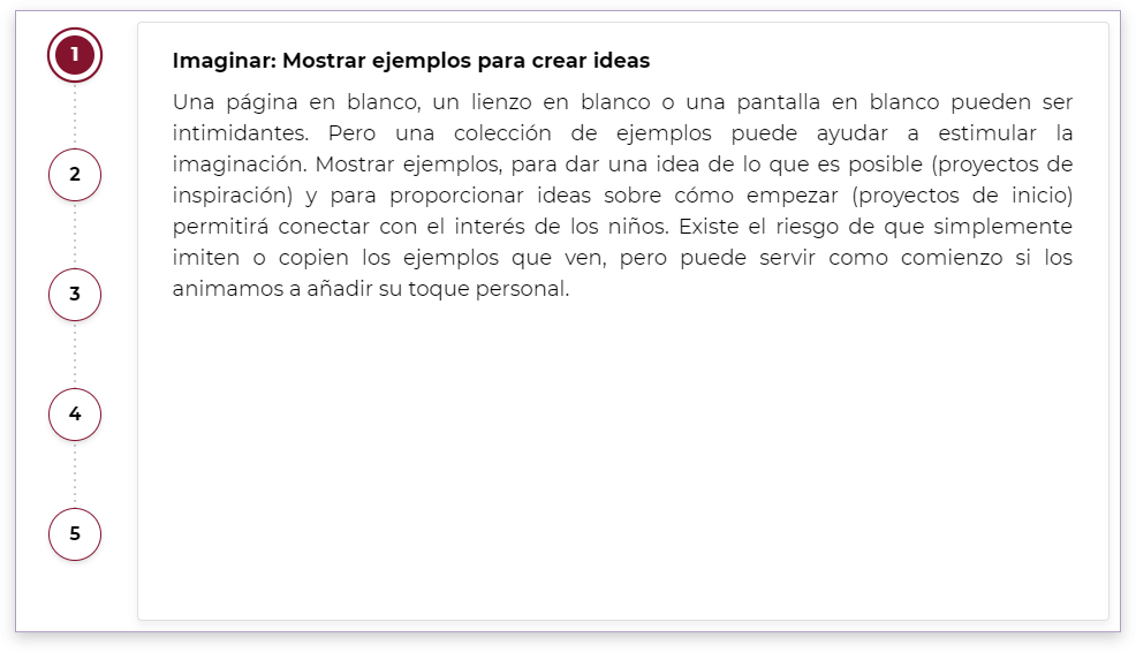 1
Imaginar: Mostrar ejemplos para crear ideas
Una página en blanco, un lienzo en blanco o una pantalla en blanco pueden ser
intimidantes. Pero una colección de ejemplos puede ayudar a estimular la
imaginación. Mostrar ejemplos, para dar una idea de lo que es posible (proyectos de
inspiración) y para proporcionar ideas sobre cómo empezar (proyectos de inicio)
permitirá conectar con el interés de los niños. Existe el riesgo de que simplemente
imiten o copien los ejemplos que ven, pero puede servir como comienzo si los
animamos a añadir su toque personal.
2
3
4
5